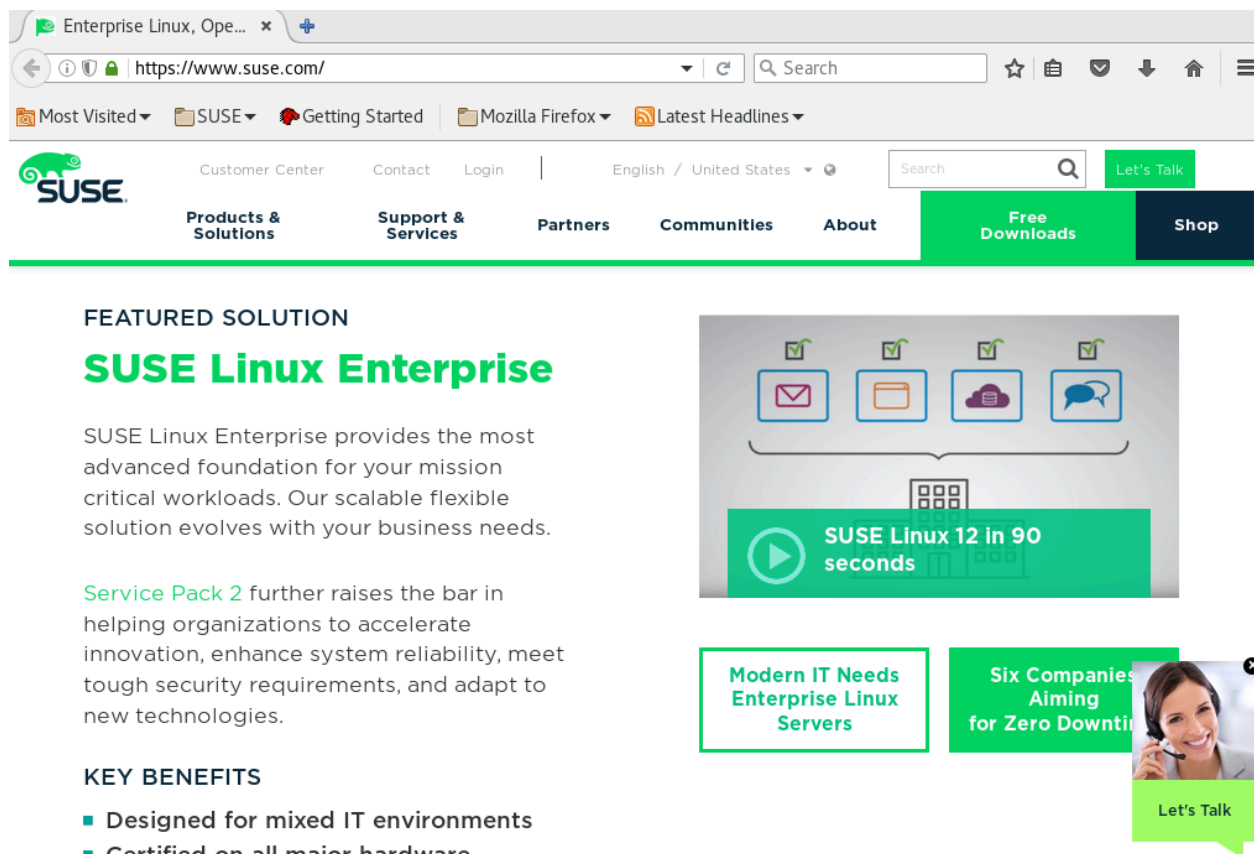 Enterprise Linux, Ope...
https://www.suse.com/
Search
Most Visited
SUSE
Getting Started
Mozilla Firefox
Latest Headlines
SUSE
Customer Center
Contact
Login
English / United States
Search
Let's Talk
Products &
Solutions
Support &
Services
Partners
Communities
About
Free
Downloads
Shop
FEATURED SOLUTION
SUSE Linux Enterprise
SUSE Linux Enterprise provides the most
advanced foundation for your mission
critical workloads. Our scalable flexible
solution evolves with your business needs.
Service Pack 2 further raises the bar in
helping organizations to accelerate
innovation, enhance system reliability, meet
tough security requirements, and adapt to
new technologies.
KEY BENEFITS
Designed for mixed IT environments
Certified on all major hardware
SUSE Linux 12 in 90
seconds
Modern IT Needs
Enterprise Linux
Servers
Six Companies
Aiming
for Zero
Let's Talk